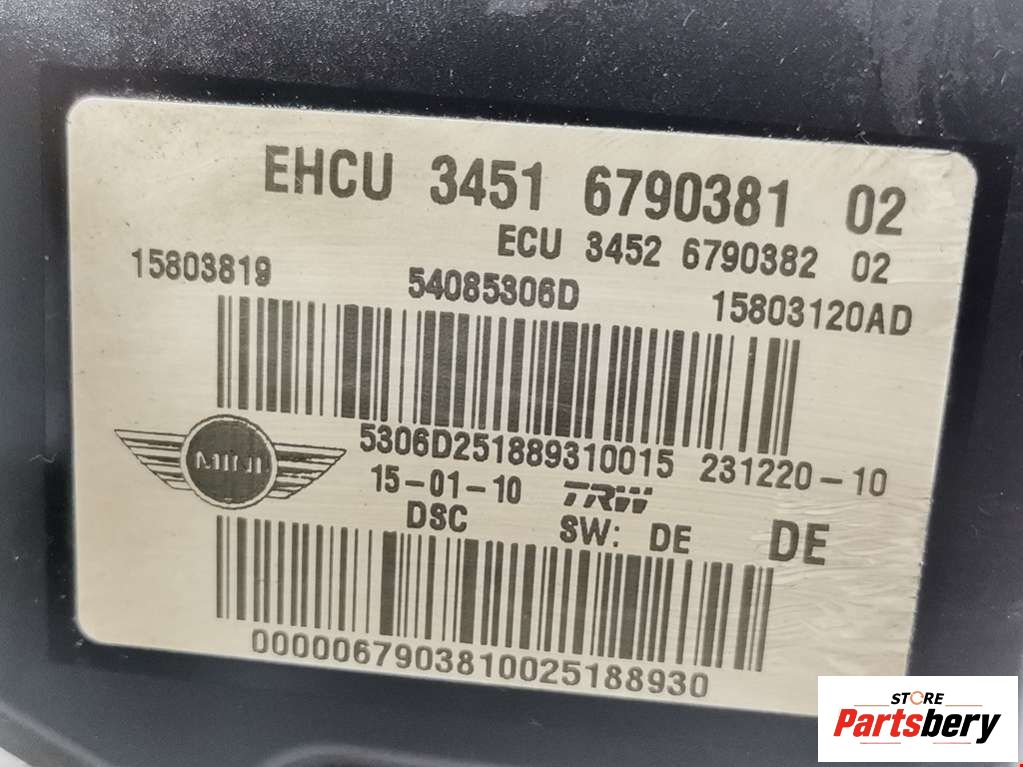 EHCU 3451 6790381 02
ECU 3452 6790382 02
15803819 54085306D 15803120AD
5306D251889310015 231220-10
MINI
15-01-10 TRW
DSC SW: DE DE
0000067903810025188930
STORE
Partsbery